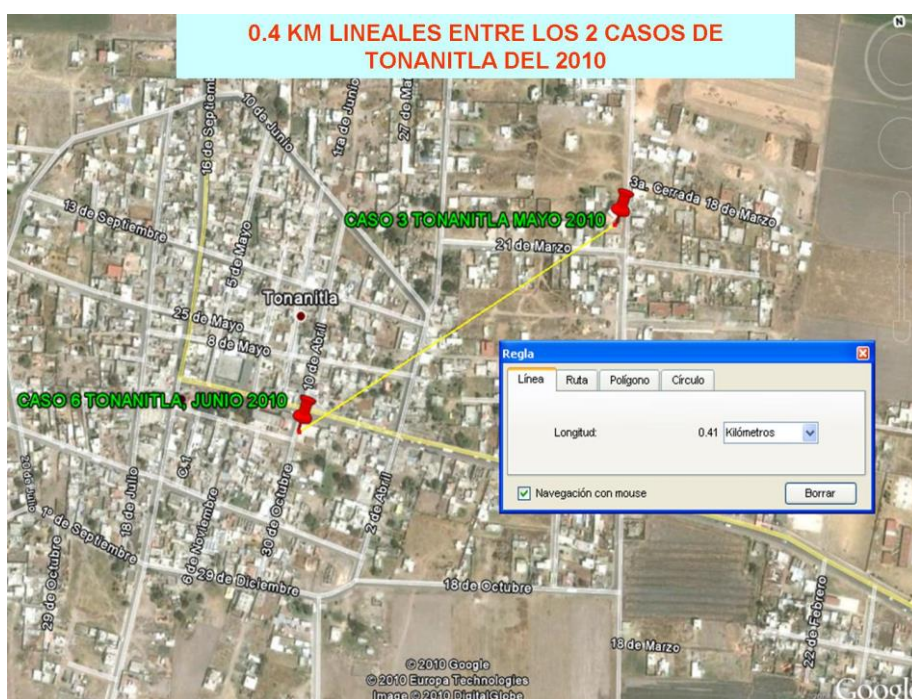 0.4 KM LINEALES ENTRE LOS 2 CASOS DE
TONANITLA DEL 2010
N
16 de Septiembre
10 de Junio
1ra de Junio
27 de Ma
3a. Cerrada 18 de Marzo
CASO 3 TONANITLA MAYO 2010
13 de Septiembre
5 de Mayo
21 de Marzo
Tonanitla
25 de Mayo
8 de Mayo
10 de Abril
Regla
Línea
Ruta
Polígono
Círculo
CASO 6 TONANITLA, JUNIO 2010
Longitud:
0.41
Kilómetros
Navegación con mouse
Borrar
C.1
18 de Julio
30 de Octubre
2 de Abril
1º de Septiembre
6 de Noviembre
29 de Octubre
29 de Diciembre
18 de Octubre
22 de Febrero
18 de Marzo
© 2010 Google
© 2010 Europa Technologies
Image © 2010 DigitalGlobe
Google